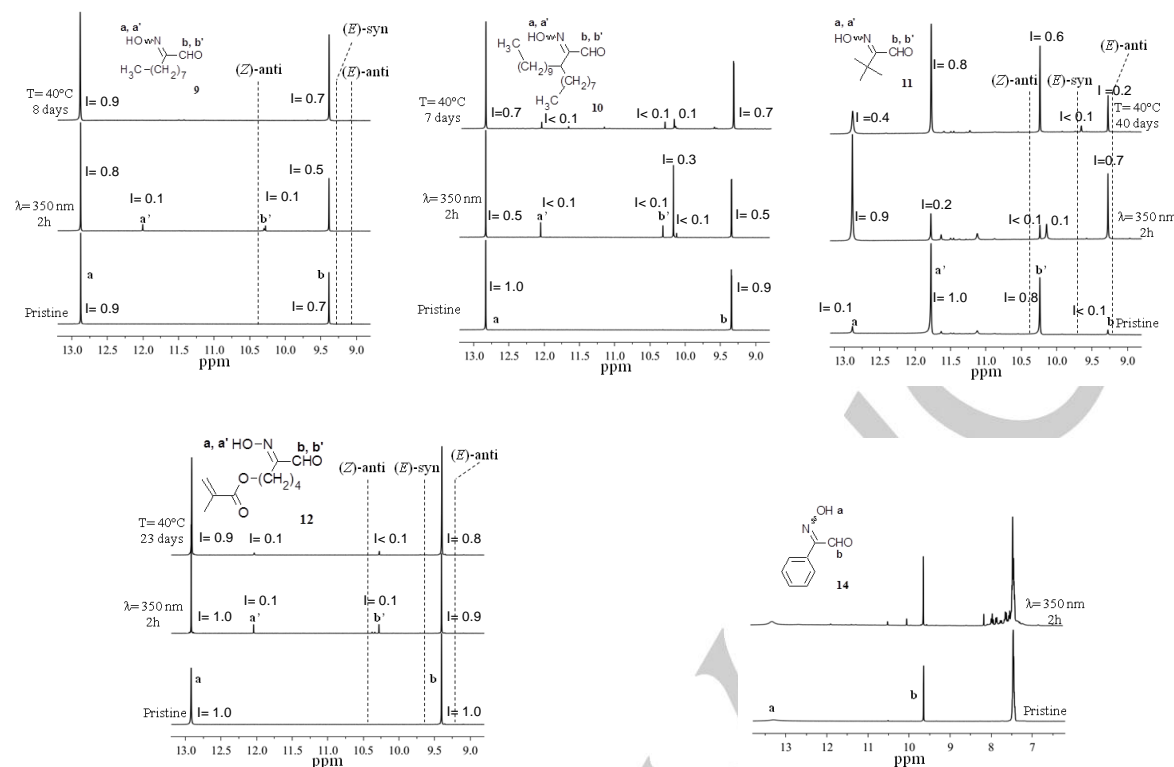 a, a'
HO N b, b'
CHO
H₃C (CH₂)₇
9
(E)-syn
(Z)-anti
(E)-anti
T= 40°C
8 days
I= 0.9
I= 0.7
λ= 350 nm
2h
I= 0.8
I= 0.1
a'
I= 0.1
b'
I= 0.5
Pristine
a
I= 0.9
b
I= 0.7
13.0 12.5 12.0 11.5 11.0 10.5 10.0 9.5 9.0
ppm
a, a'
HO N b, b'
H₃C CHO
(CH₂)₉
(CH₂)₇
H₃C
10
T= 40°C
7 days
I=0.7
I< 0.1
I< 0.1
0.1
I= 0.7
λ= 350 nm
2h
I= 0.5
I< 0.1
a'
I< 0.1
b'
I= 0.3
I< 0.1
I= 0.5
Pristine
I= 1.0
a
I= 0.9
b
13.0 12.5 12.0 11.5 11.0 10.5 10.0 9.5 9.0
ppm
a, a'
HO N b, b'
CHO
11
(Z)-anti
(E)-syn
(E)-anti
I= 0.8
I= 0.6
I=0.4
I< 0.1
I =0.2
T= 40°C
40 days
I= 0.9
I=0.2
I< 0.1
0.1
I=0.7
λ= 350 nm
2h
I= 0.1
a
a'
I= 1.0
I= 0.8
b'
I< 0.1
b
Pristine
13.0 12.5 12.0 11.5 11.0 10.5 10.0 9.5 9.0
ppm
a, a' HO N b, b'
CHO
O (CH₂)₄
O
12
(Z)-anti
(E)-syn
(E)-anti
T= 40°C
23 days
I= 0.9
I= 0.1
I< 0.1
I= 0.8
λ= 350 nm
2h
I= 1.0
I= 0.1
a'
I= 0.1
b'
I= 0.9
Pristine
a
I= 1.0
b
I= 1.0
13.0 12.5 12.0 11.5 11.0 10.5 10.0 9.5 9.0
ppm
OH a
N
CHO
b
14
λ= 350 nm
2h
a
b
Pristine
13 12 11 10 9 8 7
ppm